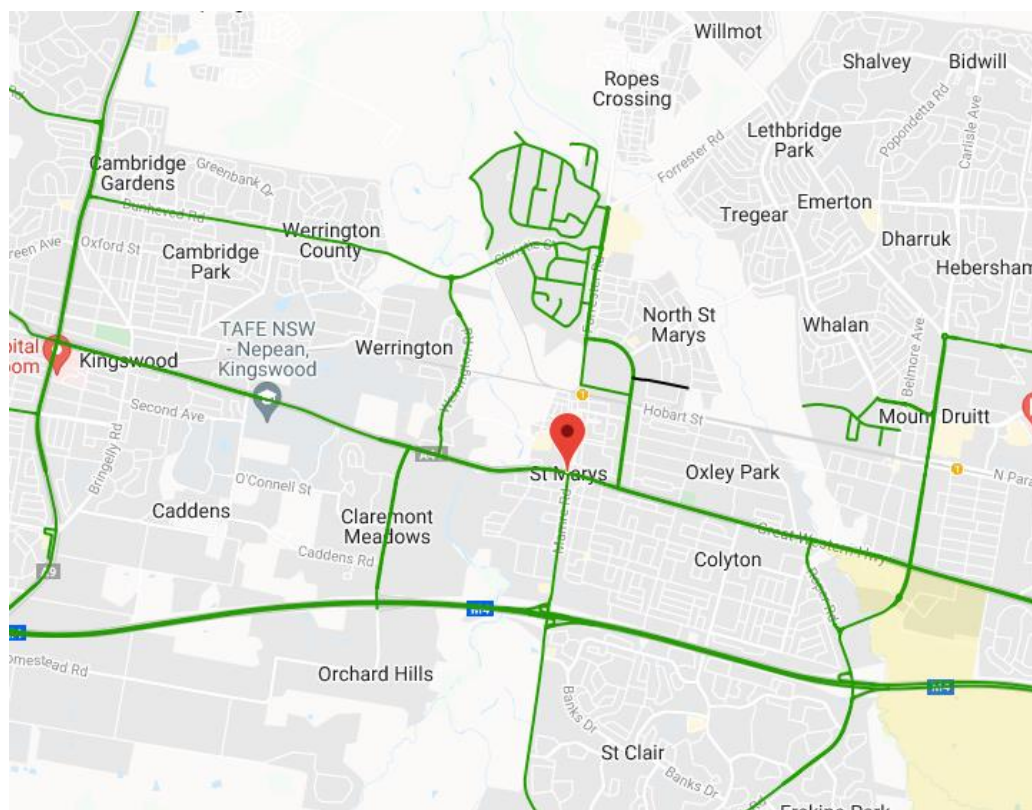 Willmot
Shalvey
Bidwill
Ropes
Crossing
Popondetta Rd
Carlisle Ave
Lethbridge
Park
Forrester Rd
Cambridge
Gardens
Greenbank Dr
Dunheved Rd
Tregear
Emerton
Oxford St
Werrington
County
Cambridge
Park
Christie St
Forrester Rd
Dharruk
Hebersham
North St
Marys
Whalan
Belmore Ave
TAFE NSW
- Nepean,
Kingswood
Kingswood
Werrington
Werrington Rd
Second Ave
Hobart St
Mount Druitt
Bringelly Rd
St Marys
Oxley Park
N Para
O'Connell St
Caddens
Claremont
Meadows
Mamre Rd
Great Western Hwy
Caddens Rd
Colyton
Roper Rd
A9
M4
Orchard Hills
M4
Banks Dr
St Clair
Banks Dr